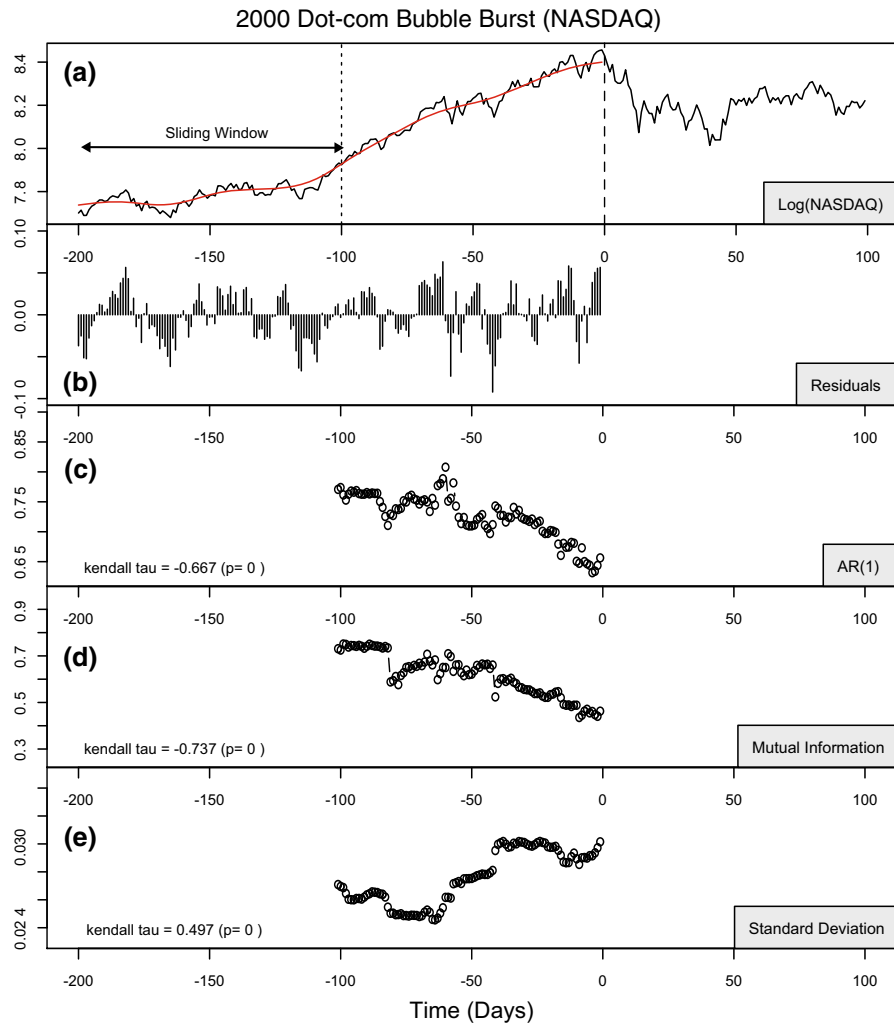 2000 Dot-com Bubble Burst (NASDAQ)
(a)
Sliding Window
Log(NASDAQ)
7.8 8.0 8.2 8.4
-200 -150 -100 -50 0 50 100
(b)
Residuals
-0.1 0 0.00 0.10
-200 -150 -100 -50 0 50 100
(c)
kendall tau = -0.667 (p= 0 )
AR(1)
0.65 0.75 0.85
-200 -150 -100 -50 0 50 100
(d)
kendall tau = -0.737 (p= 0 )
Mutual Information
0.3 0.5 0.7 0.9
-200 -150 -100 -50 0 50 100
(e)
kendall tau = 0.497 (p= 0 )
Standard Deviation
0.02 4 0.030
-200 -150 -100 -50 0 50 100
Time (Days)